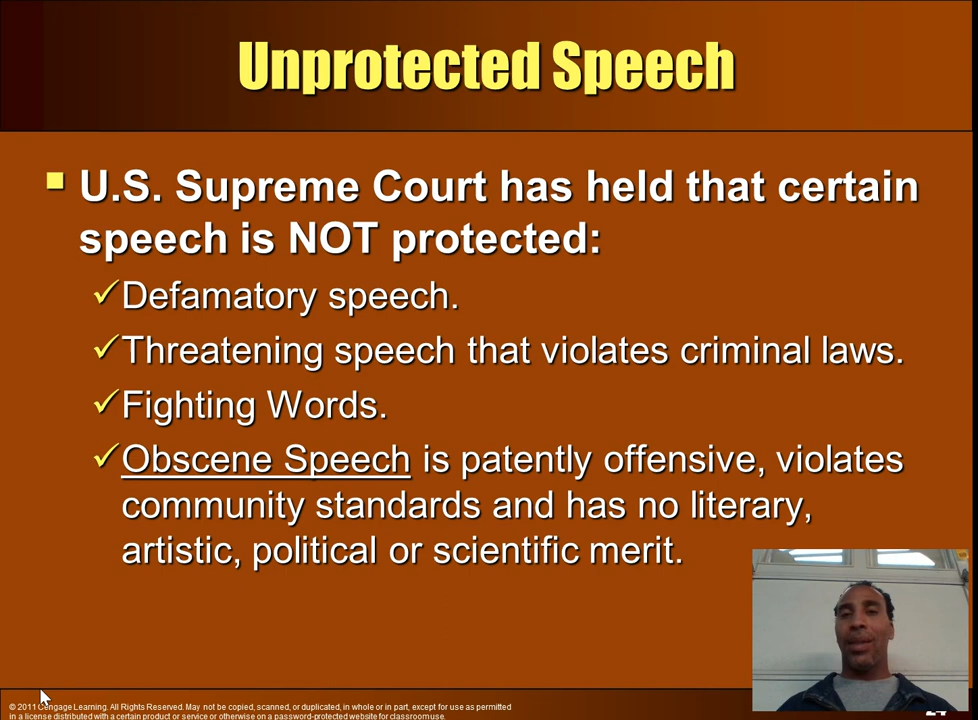 Unprotected Speech
U.S. Supreme Court has held that certain
speech is NOT protected:
Defamatory speech.
Threatening speech that violates criminal laws.
Fighting Words.
Obscene Speech is patently offensive, violates
community standards and has no literary,
artistic, political or scientific merit.
© 2011 Cengage Learning. All Rights Reserved. May not be copied, scanned, or duplicated, in whole or in part, except for use as permitted
in a license distributed with a certain product or service or otherwise on a password-protected website for classroom use.